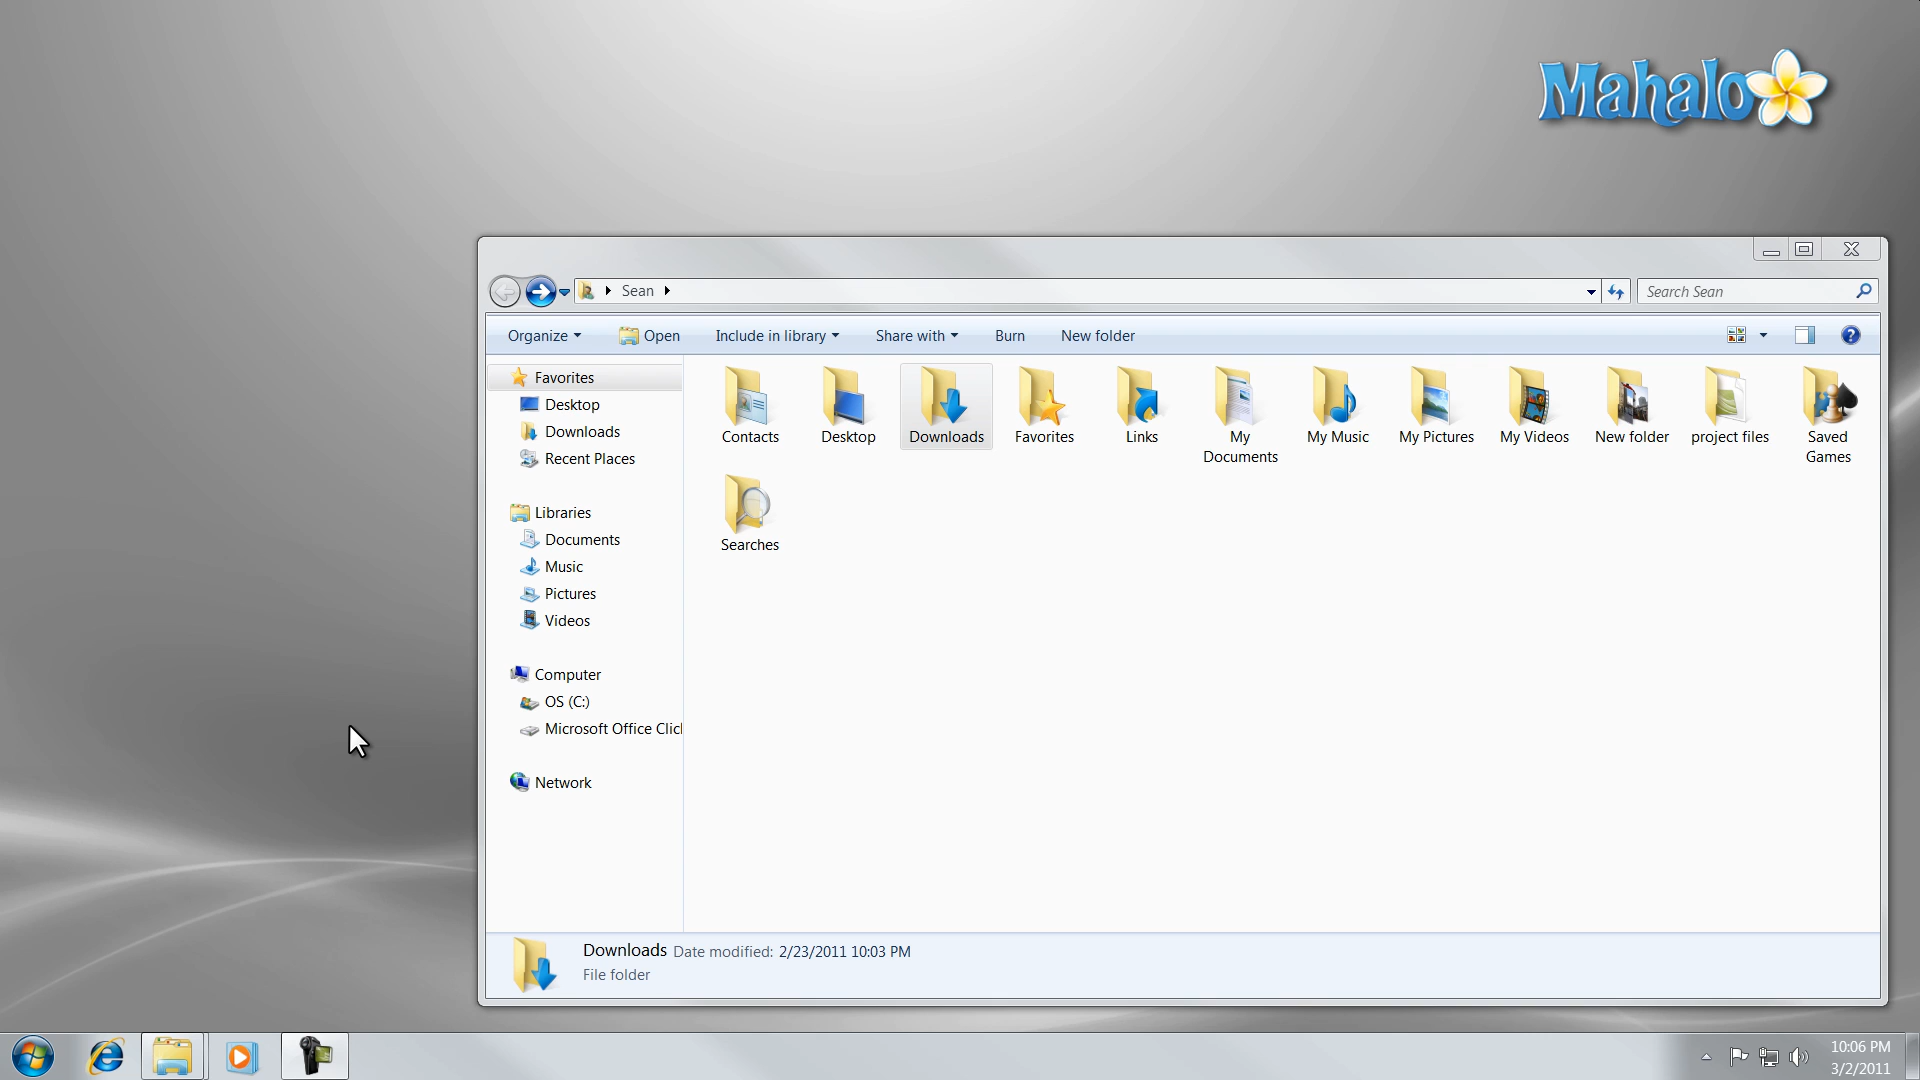 Mahalo
Sean
Search Sean
Organize
Open
Include in library
Share with
Burn
New folder
Favorites
Desktop
Downloads
Recent Places
Libraries
Documents
Music
Pictures
Videos
Computer
OS (C:)
Microsoft Office Clic
Network
Contacts
Desktop
Downloads
Favorites
Links
My
Documents
My Music
My Pictures
My Videos
New folder
project files
Saved
Games
Searches
Downloads Date modified: 2/23/2011 10:03 PM
File folder
10:06 PM
3/2/2011